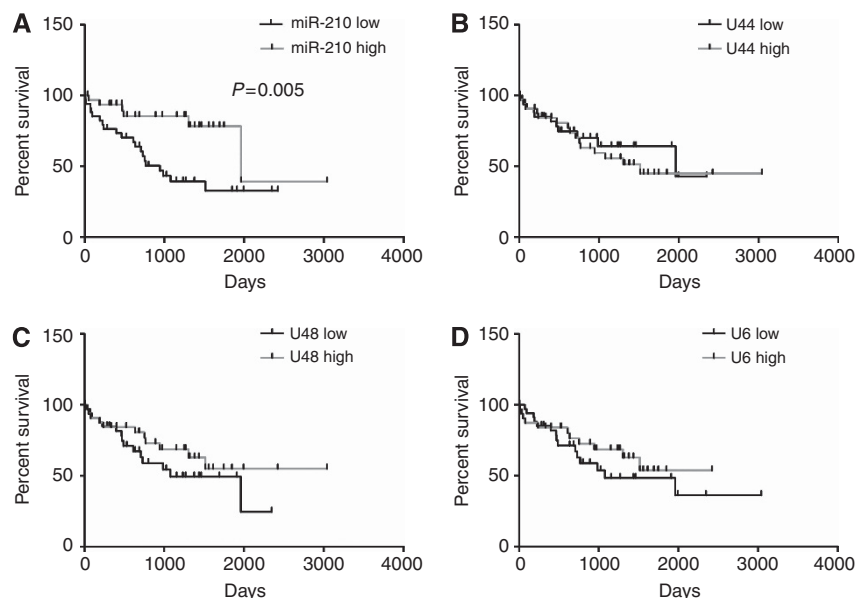 A
miR-210 low
miR-210 high
P=0.005
Percent survival
150
100
50
0
0 1000 2000 3000 4000
Days
B
U44 low
U44 high
Percent survival
150
100
50
0
0 1000 2000 3000 4000
Days
C
U48 low
U48 high
Percent survival
150
100
50
0
0 1000 2000 3000 4000
Days
D
U6 low
U6 high
Percent survival
150
100
50
0
0 1000 2000 3000 4000
Days